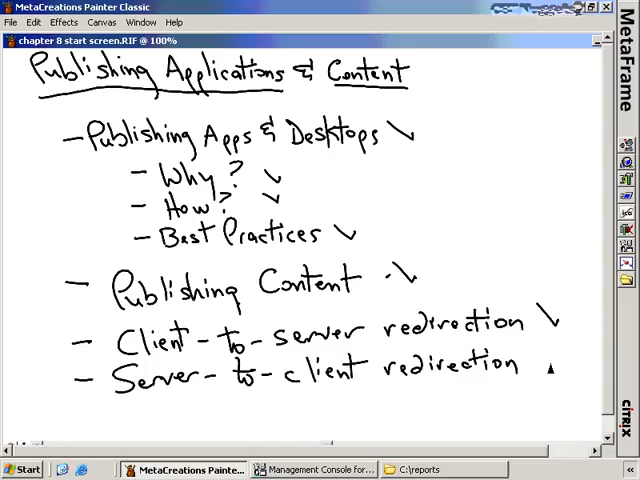 MetaCreations Painter Classic
File Edit Effects Canvas Window Help
chapter 8 start screen.RIF @ 100%
Publishing Applications & Content
- Publishing Apps & Desktops
- Why?
- How?
- Best Practices
- Publishing Content
- Client-to-server redirection
- Server-to-client redirection
MetaFrame
CITRIX
Start
MetaCreations Painte...
Management Console for...
C:\reports